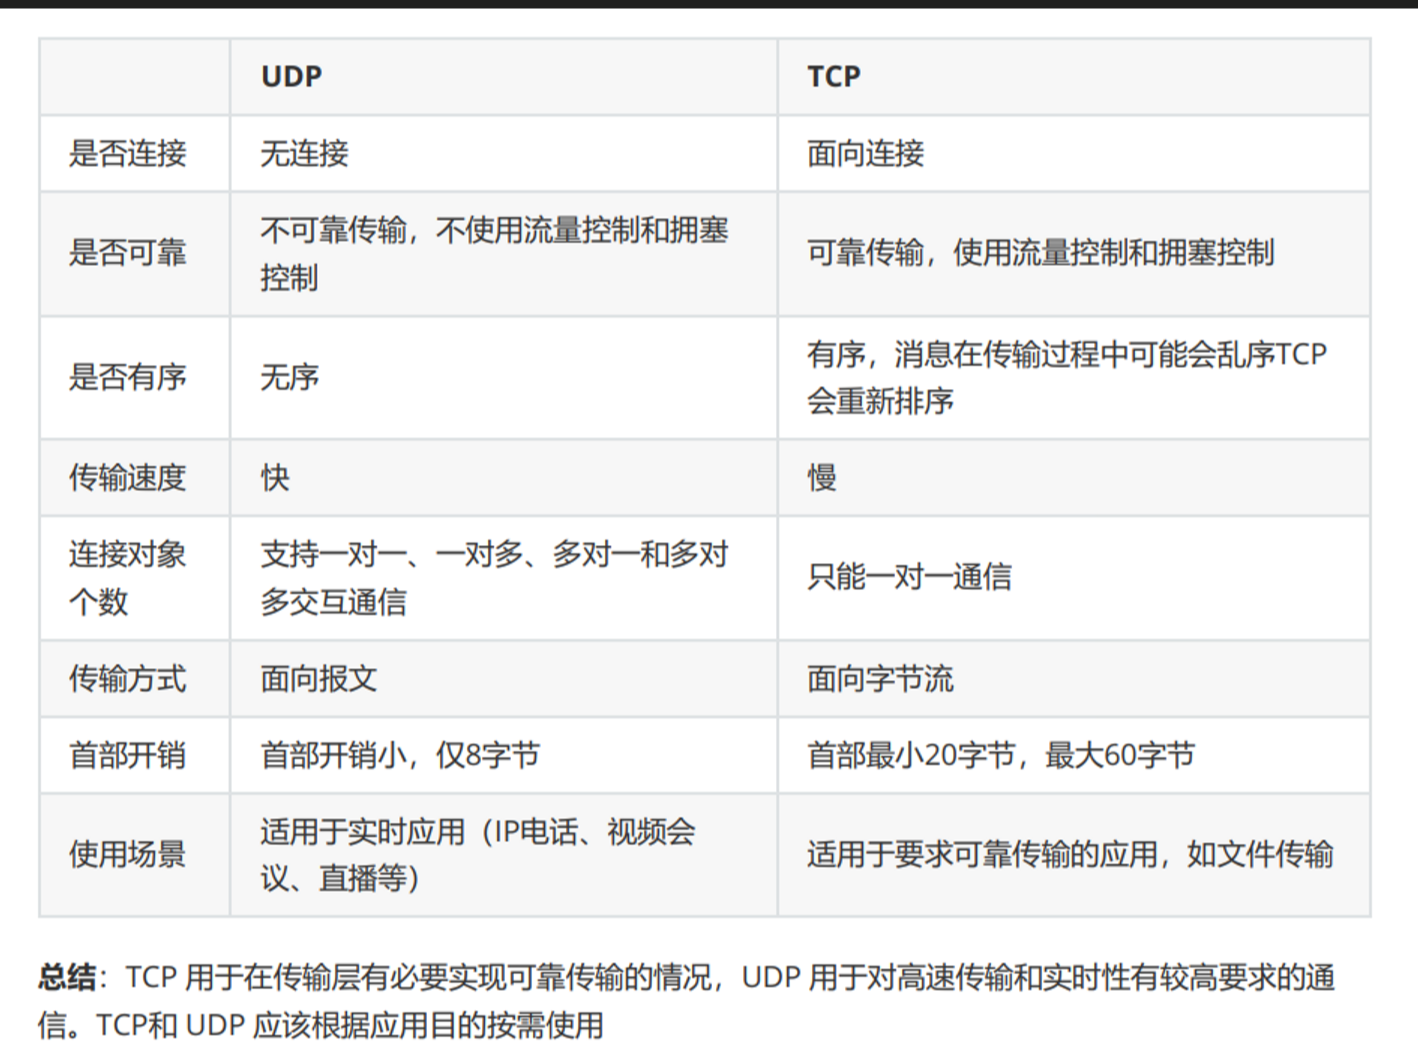 UDP
TCP
是否连接
无连接
面向连接
是否可靠
不可靠传输，不使用流量控制和拥塞
控制
可靠传输，使用流量控制和拥塞控制
是否有序
无序
有序，消息在传输过程中可能会乱序TCP
会重新排序
传输速度
快
慢
连接对象
个数
支持一对一、一对多、多对一和多对
多交互通信
只能一对一通信
传输方式
面向报文
面向字节流
首部开销
首部开销小，仅8字节
首部最小20字节，最大60字节
使用场景
适用于实时应用（IP电话、视频会
议、直播等）
适用于要求可靠传输的应用，如文件传输
总结：TCP 用于在传输层有必要实现可靠传输的情况，UDP 用于对高速传输和实时性有较高要求的通
信。TCP和 UDP 应该根据应用目的按需使用